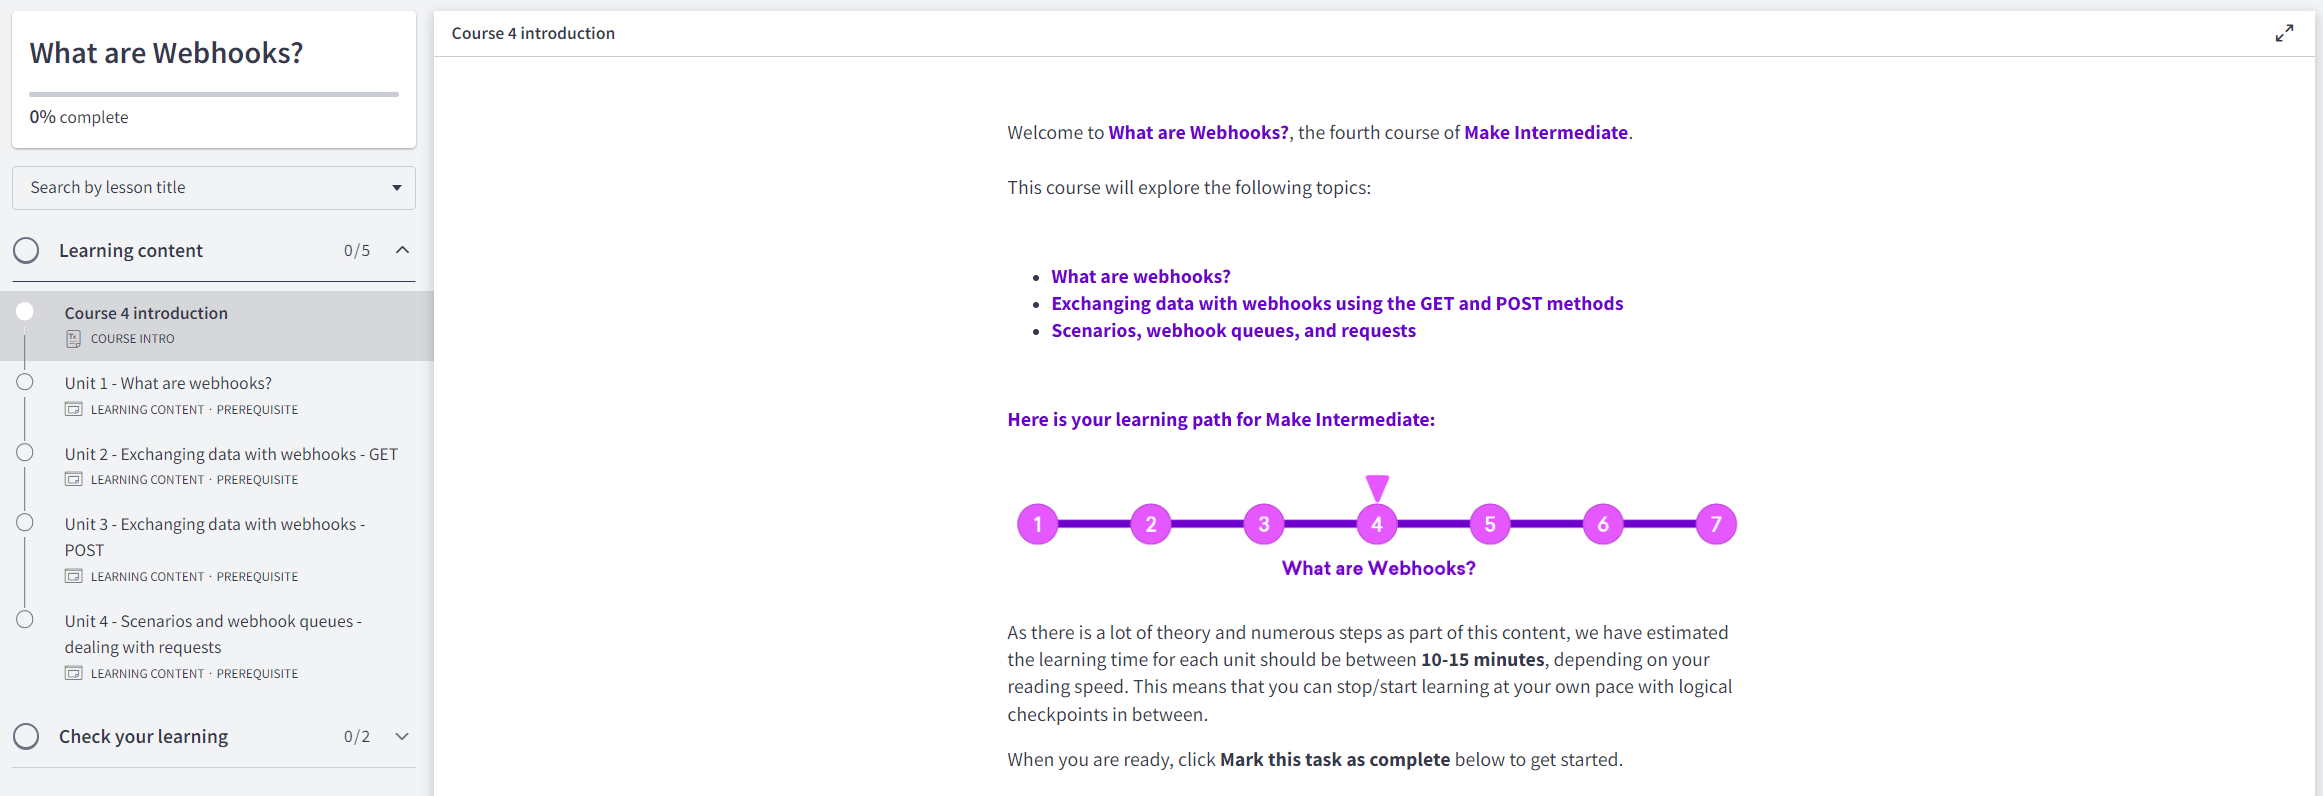 What are Webhooks?
0% complete
Search by lesson title
Learning content 0/5
Course 4 introduction
COURSE INTRO
Unit 1 - What are webhooks?
LEARNING CONTENT · PREREQUISITE
Unit 2 - Exchanging data with webhooks - GET
LEARNING CONTENT · PREREQUISITE
Unit 3 - Exchanging data with webhooks -
POST
LEARNING CONTENT · PREREQUISITE
Unit 4 - Scenarios and webhook queues -
dealing with requests
LEARNING CONTENT · PREREQUISITE
Check your learning 0/2
Course 4 introduction
Welcome to What are Webhooks?, the fourth course of Make Intermediate.
This course will explore the following topics:
• What are webhooks?
• Exchanging data with webhooks using the GET and POST methods
• Scenarios, webhook queues, and requests
Here is your learning path for Make Intermediate:
1 2 3 4 5 6 7
What are Webhooks?
As there is a lot of theory and numerous steps as part of this content, we have estimated
the learning time for each unit should be between 10-15 minutes, depending on your
reading speed. This means that you can stop/start learning at your own pace with logical
checkpoints in between.
When you are ready, click Mark this task as complete below to get started.